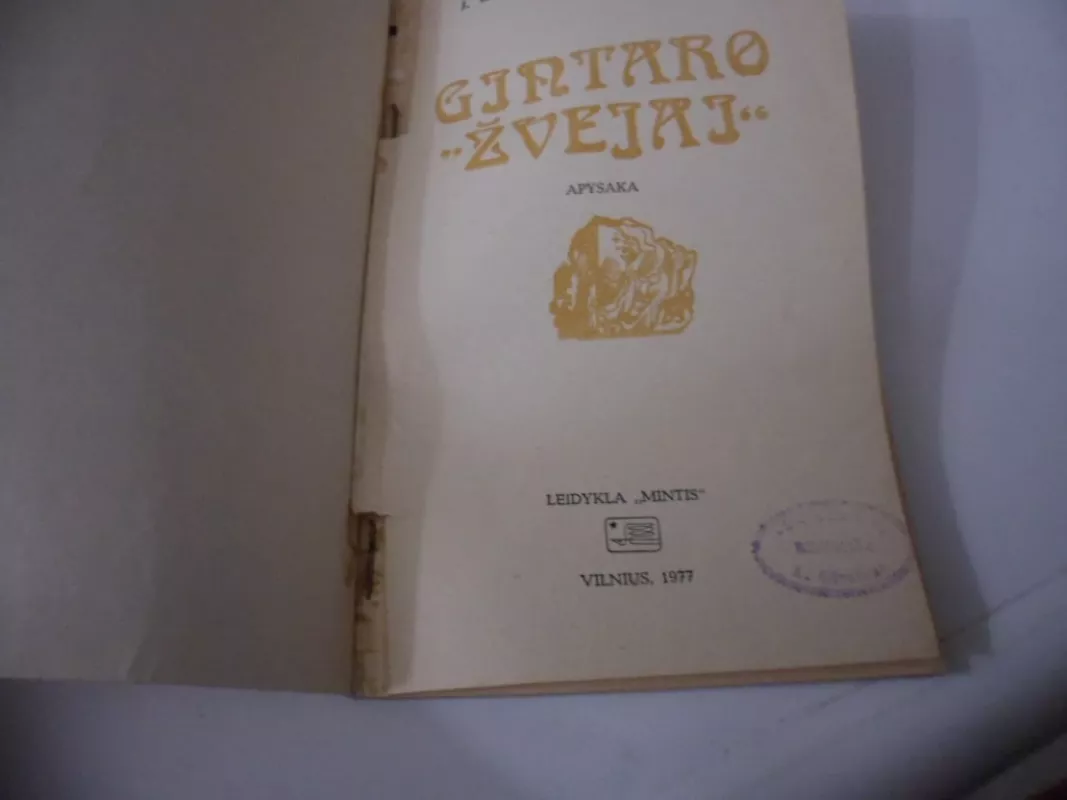 GINTARO
„ŽVEJAI“
APYSAKA
LEIDYKLA „MINTIS“
VILNIUS, 1977